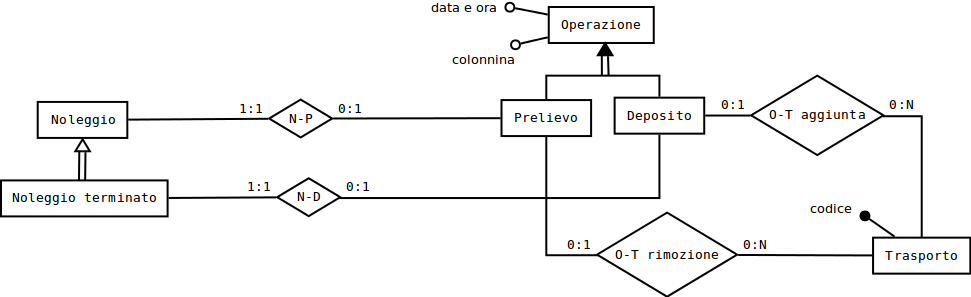 data e ora
Operazione
colonnina
Noleggio
1:1
N-P
0:1
Prelievo
Deposito
0:1
O-T aggiunta
0:N
Noleggio terminato
1:1
N-D
0:1
codice
0:1
O-T rimozione
0:N
Trasporto